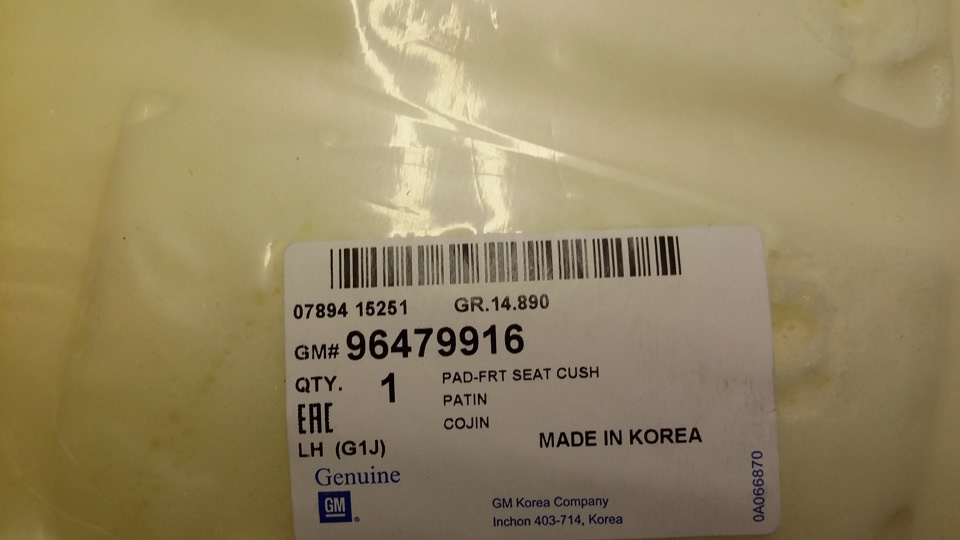 07894 15251 GR.14.890
GM# 96479916
QTY. 1 PAD-FRT SEAT CUSH
PATIN
EAC COJIN
LH (G1J) MADE IN KOREA
Genuine
GM
GM Korea Company
Inchon 403-714, Korea
0A066870